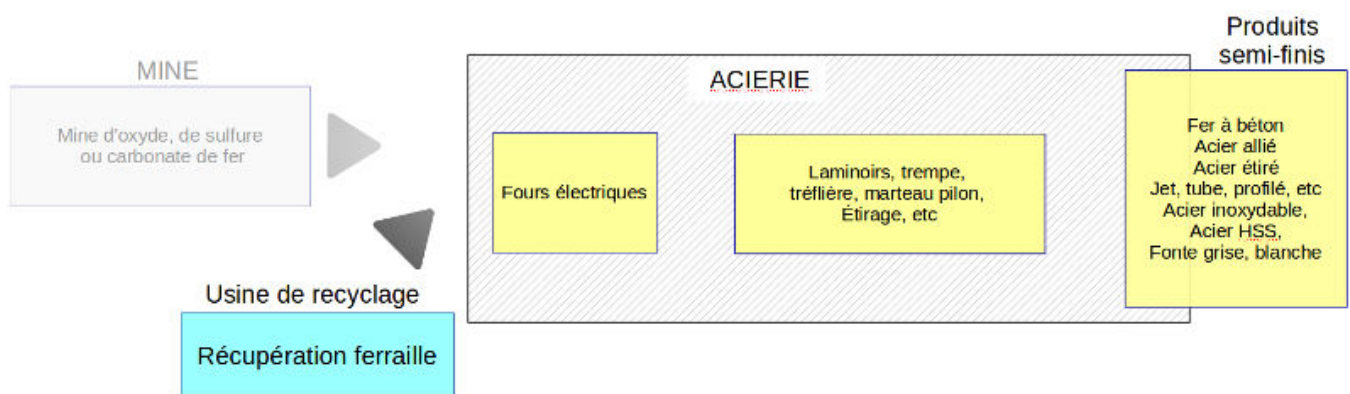 MINE
Mine d'oxyde, de sulfure
ou carbonate de fer
Usine de recyclage
Récupération ferraille
ACIERIE
Fours électriques
Laminoirs, trempe,
tréflière, marteau pilon,
Étirage, etc
Produits
semi-finis
Fer à béton
Acier allié
Acier étiré
Jet, tube, profilé, etc
Acier inoxydable,
Acier HSS,
Fonte grise, blanche